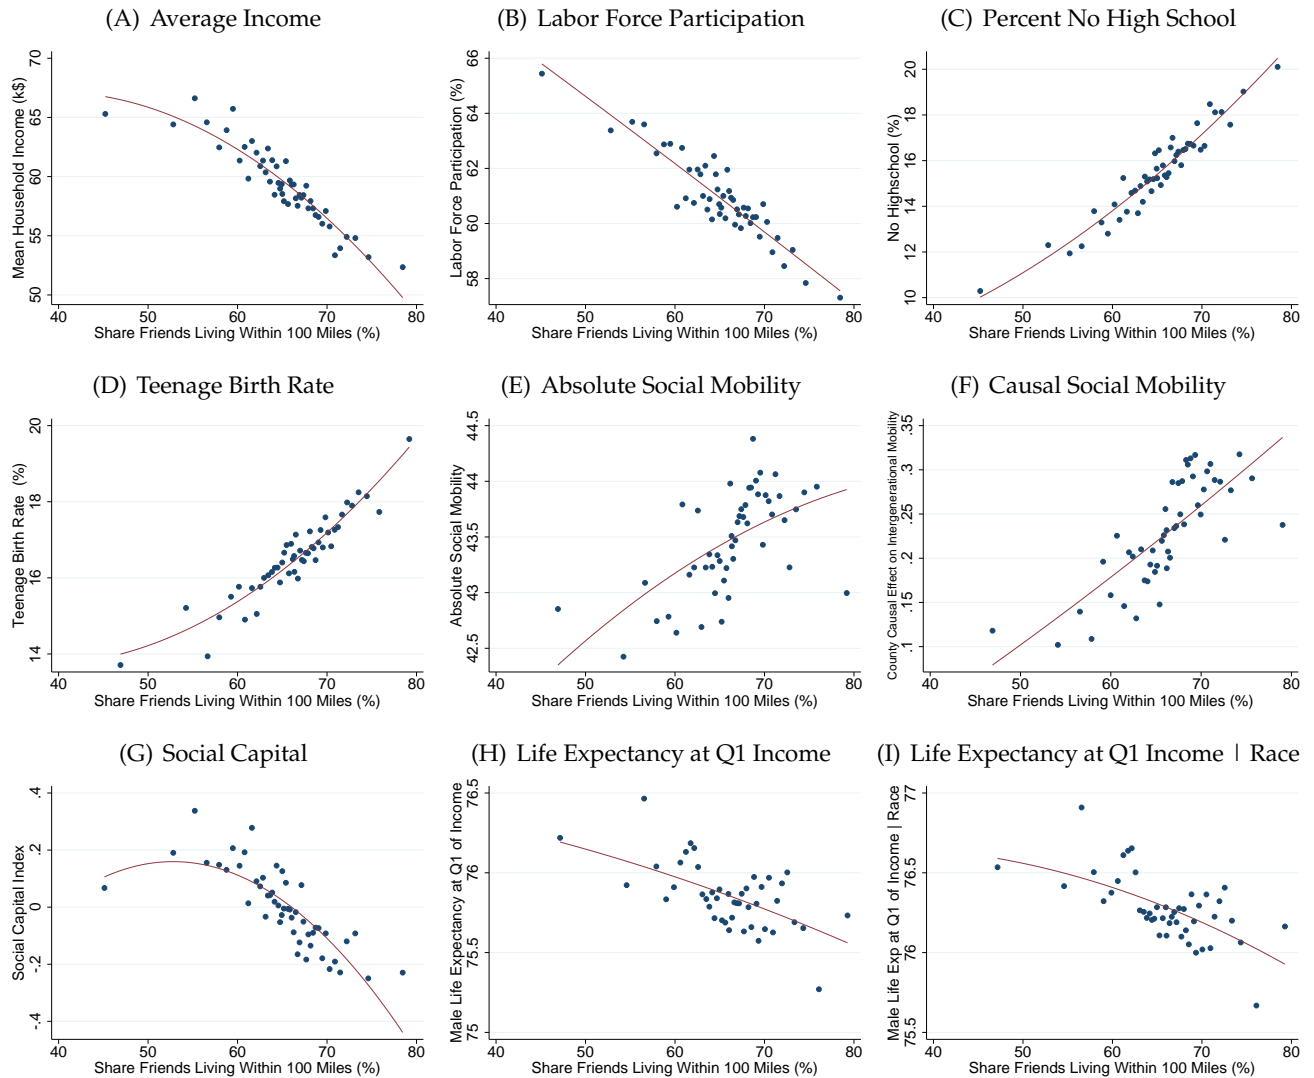 (A) Average Income
70
65
60
55
50
Mean Household Income (k$)
40 50 60 70 80
Share Friends Living Within 100 Miles (%)
(B) Labor Force Participation
66
64
62
60
58
Labor Force Participation (%)
40 50 60 70 80
Share Friends Living Within 100 Miles (%)
(C) Percent No High School
20
18
16
14
12
10
No Highschool (%)
40 50 60 70 80
Share Friends Living Within 100 Miles (%)
(D) Teenage Birth Rate
20
18
16
14
Teenage Birth Rate (%)
40 50 60 70 80
Share Friends Living Within 100 Miles (%)
(E) Absolute Social Mobility
44.5
44
43.5
43
42.5
Absolute Social Mobility
40 50 60 70 80
Share Friends Living Within 100 Miles (%)
(F) Causal Social Mobility
.35
.3
.25
.2
.15
.1
County Causal Effect on Intergenerational Mobility
40 50 60 70 80
Share Friends Living Within 100 Miles (%)
(G) Social Capital
.4
.2
0
-.2
-.4
Social Capital Index
40 50 60 70 80
Share Friends Living Within 100 Miles (%)
(H) Life Expectancy at Q1 Income
76.5
76
75.5
75
Male Life Expectancy at Q1 of Income
40 50 60 70 80
Share Friends Living Within 100 Miles (%)
(I) Life Expectancy at Q1 Income | Race
77
76.5
76
75.5
Male Life Exp at Q1 of Income | Race
40 50 60 70 80
Share Friends Living Within 100 Miles (%)